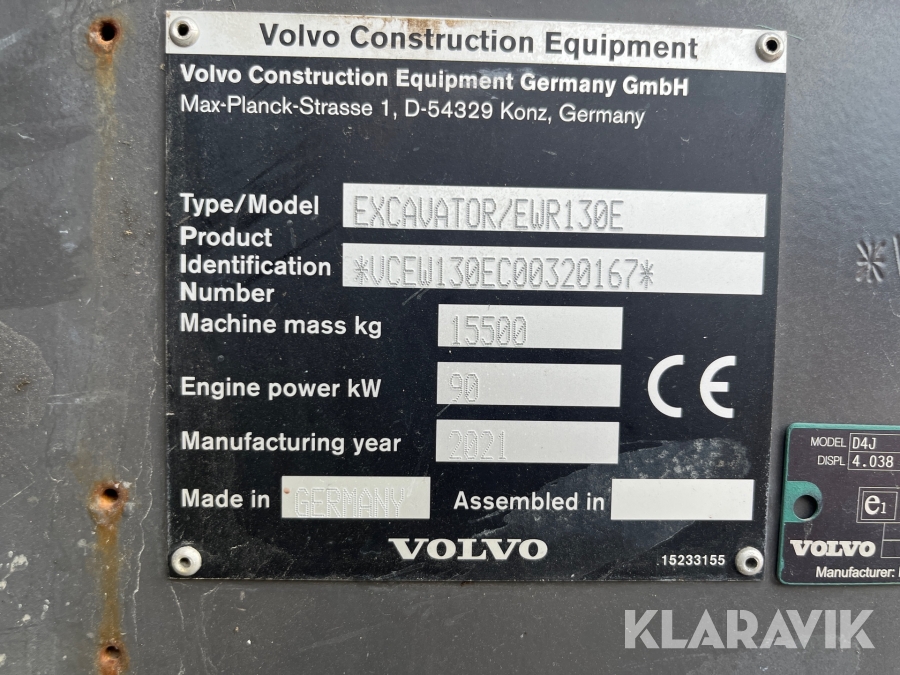 Volvo Construction Equipment
Volvo Construction Equipment Germany GmbH
Max-Planck-Strasse 1, D-54329 Konz, Germany
Type/Model EXCAVATOR/EWR130E
Product
Identification *VCEW130EC00320167*
Number
Machine mass kg 15500
Engine power kW 90
CE
Manufacturing year 2021
Made in GERMANY Assembled in
VOLVO 15233155
MODEL D4J
DISPL 4.038
e1
VOLVO
Manufacturer:
KLARAVIK